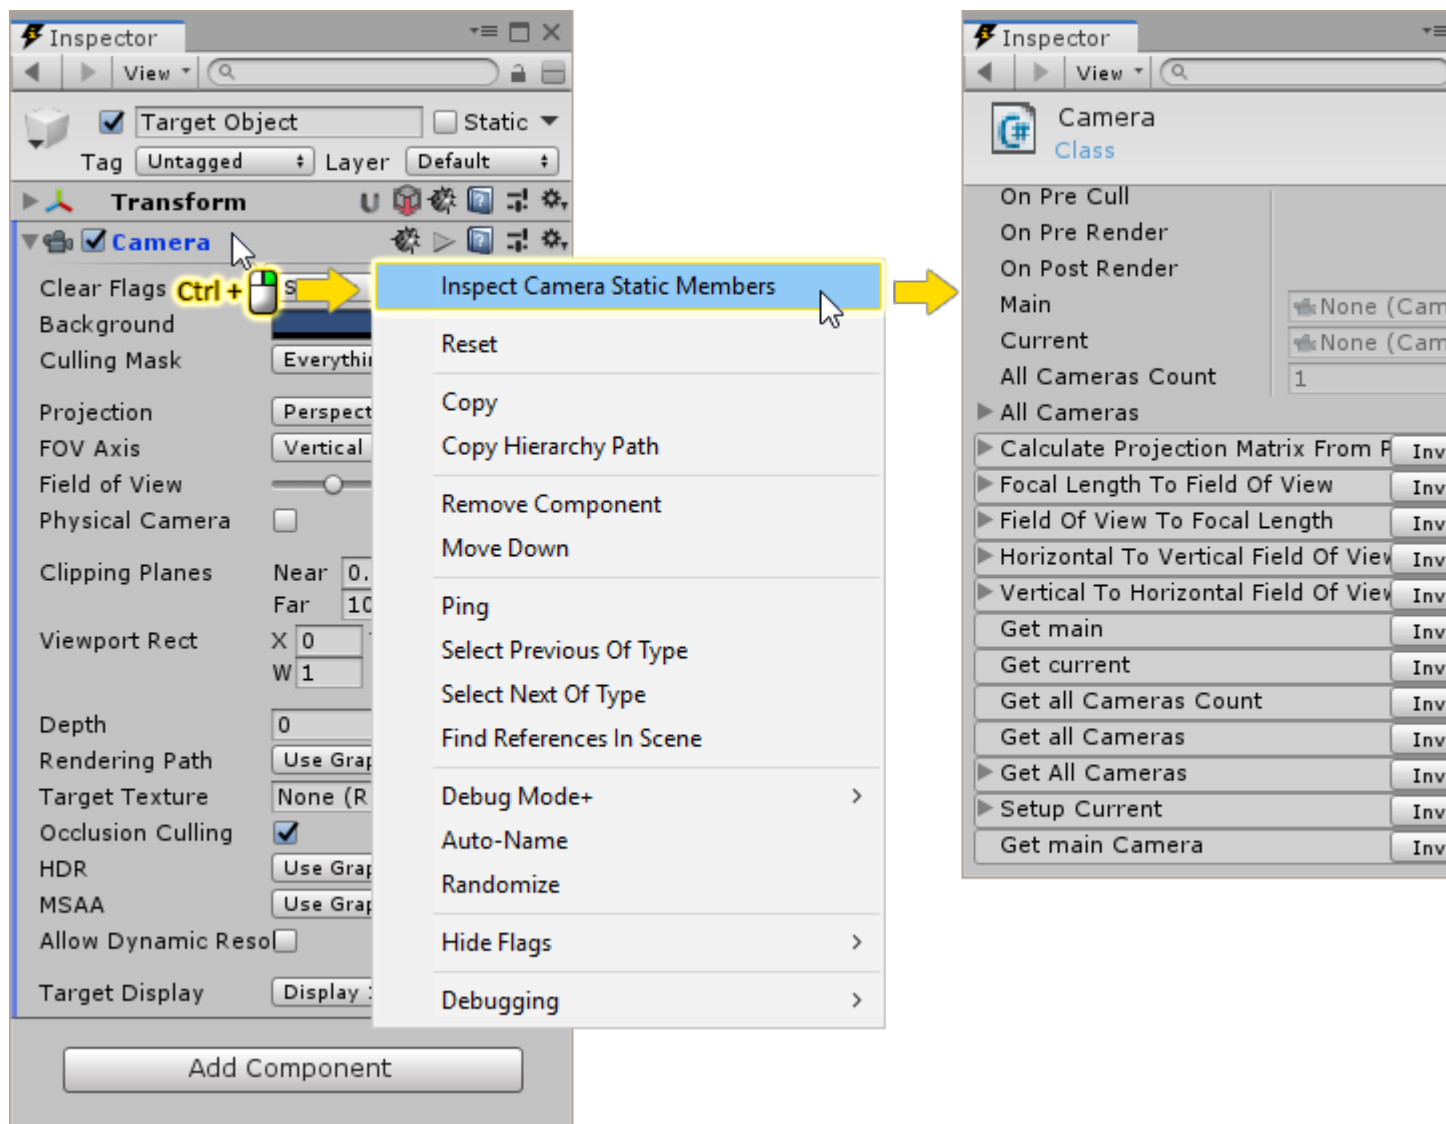 Inspector
View
Target Object
Static
Tag Untagged Layer Default
Transform
Camera
Clear Flags
Ctrl +
Background
Culling Mask
Projection
FOV Axis Vertical
Field of View
Physical Camera
Clipping Planes Near 0.
Far 10
Viewport Rect X 0
W 1
Depth 0
Rendering Path Use
Target Texture None (R
Occlusion Culling
HDR Use
MSAA Use
Allow Dynamic Reso
Target Display Display
Add Component
Inspect Camera Static Members
Reset
Copy
Copy Hierarchy Path
Remove Component
Move Down
Ping
Select Previous Of Type
Select Next Of Type
Find References In Scene
Debug Mode+
Auto-Name
Randomize
Hide Flags
Debugging
Inspector
View
Camera
Class
On Pre Cull
On Pre Render
On Post Render
Main None (Cam
Current None (Cam
All Cameras Count 1
All Cameras
Calculate Projection Matrix From P Inv
Focal Length To Field Of View Inv
Field Of View To Focal Length Inv
Horizontal To Vertical Field Of View Inv
Vertical To Horizontal Field Of View Inv
Get main Inv
Get current Inv
Get all Cameras Count Inv
Get all Cameras Inv
Get All Cameras Inv
Setup Current Inv
Get main Camera Inv